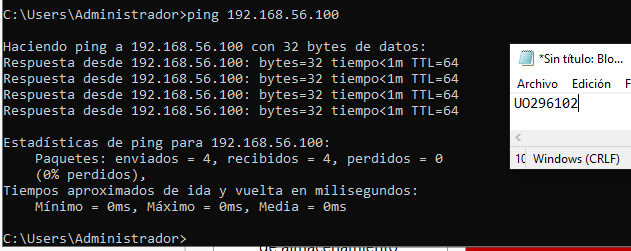 C:\Users\Administrador>ping 192.168.56.100
Haciendo ping a 192.168.56.100 con 32 bytes de datos:
Respuesta desde 192.168.56.100: bytes=32 tiempo<1m TTL=64
Respuesta desde 192.168.56.100: bytes=32 tiempo<1m TTL=64
Respuesta desde 192.168.56.100: bytes=32 tiempo<1m TTL=64
Respuesta desde 192.168.56.100: bytes=32 tiempo<1m TTL=64
Estadísticas de ping para 192.168.56.100:
Paquetes: enviados = 4, recibidos = 4, perdidos = 0
(0% perdidos),
Tiempos aproximados de ida y vuelta en milisegundos:
Mínimo = 0ms, Máximo = 0ms, Media = 0ms
C:\Users\Administrador>
*Sin título: Blo...
Archivo Edición F
UO296102
10 Windows (CRLF)
de almacenamiento